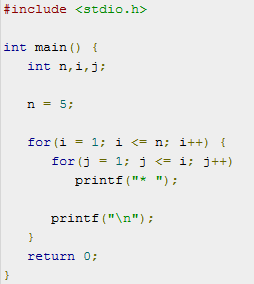 #include <stdio.h>

int main() {
   int n,i,j;

   n = 5;

   for(i = 1; i <= n; i++) {
      for(j = 1; j <= i; j++)
         printf("* ");

      printf("\n");
   }
   return 0;
}